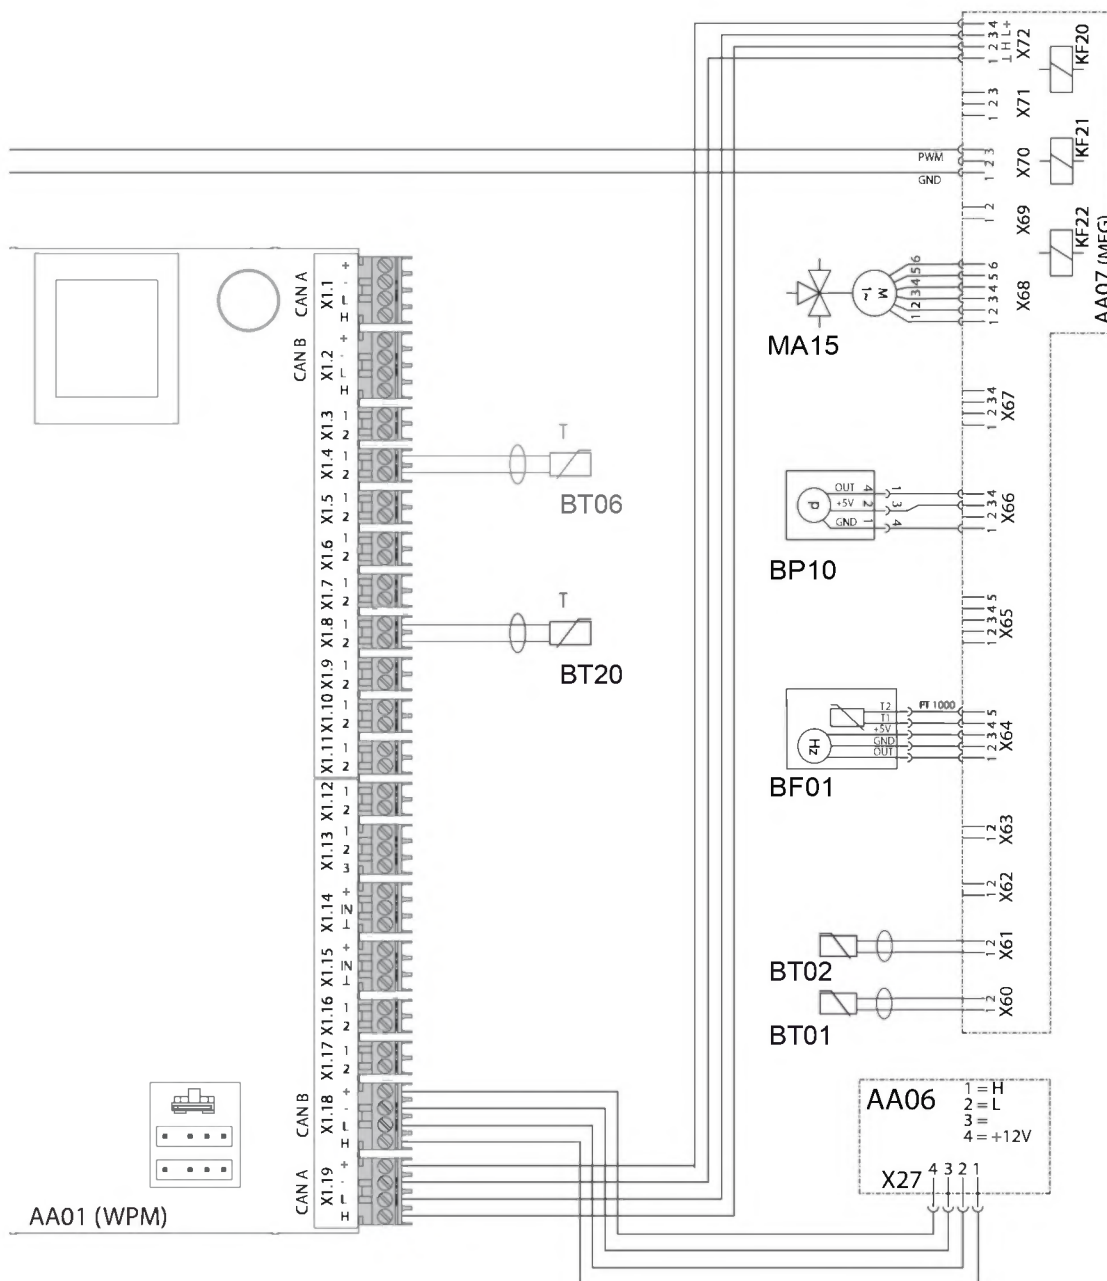 CAN A
X1.1
+
-
L
H
CAN B
X1.2
+
-
L
H
X1.3
1
2
X1.4
1
2
T
BT06
X1.5
1
2
X1.6
1
2
X1.7
1
2
X1.8
1
2
T
BT20
X1.9
1
2
X1.10
1
2
X1.11
1
2
X1.12
1
2
X1.13
1
2
3
X1.14
+
IN
⊥
X1.15
+
IN
⊥
X1.16
1
2
X1.17
1
2
CAN B
X1.18
+
-
L
H
CAN A
X1.19
+
-
L
H
AA01 (WPM)
1 2 3 4
⊥ H L +
X72
KF20
1 2 3
X71
PWM
GND
1 2 3
X70
KF21
1 2
X69
KF22
AA07 (MFG)
M
1~
1 2 3 4 5 6
1 2 3 4 5 6
X68
MA15
1 2 3 4
X67
p
OUT 4 1
+5V 2 3
GND 1 4
1 2 3 4
X66
BP10
1 2 3 4 5
X65
Hz
T2
T1
+5V
GND
OUT
PT 1000
1 2 3 4 5
X64
BF01
1 2
X63
1 2
X62
1 2
X61
BT02
1 2
X60
BT01
AA06
1 = H
2 = L
3 =
4 = +12V
X27
4 3 2 1